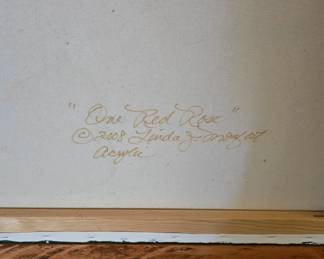 "One Red Rose"
© 2008 Linda
Acrylic